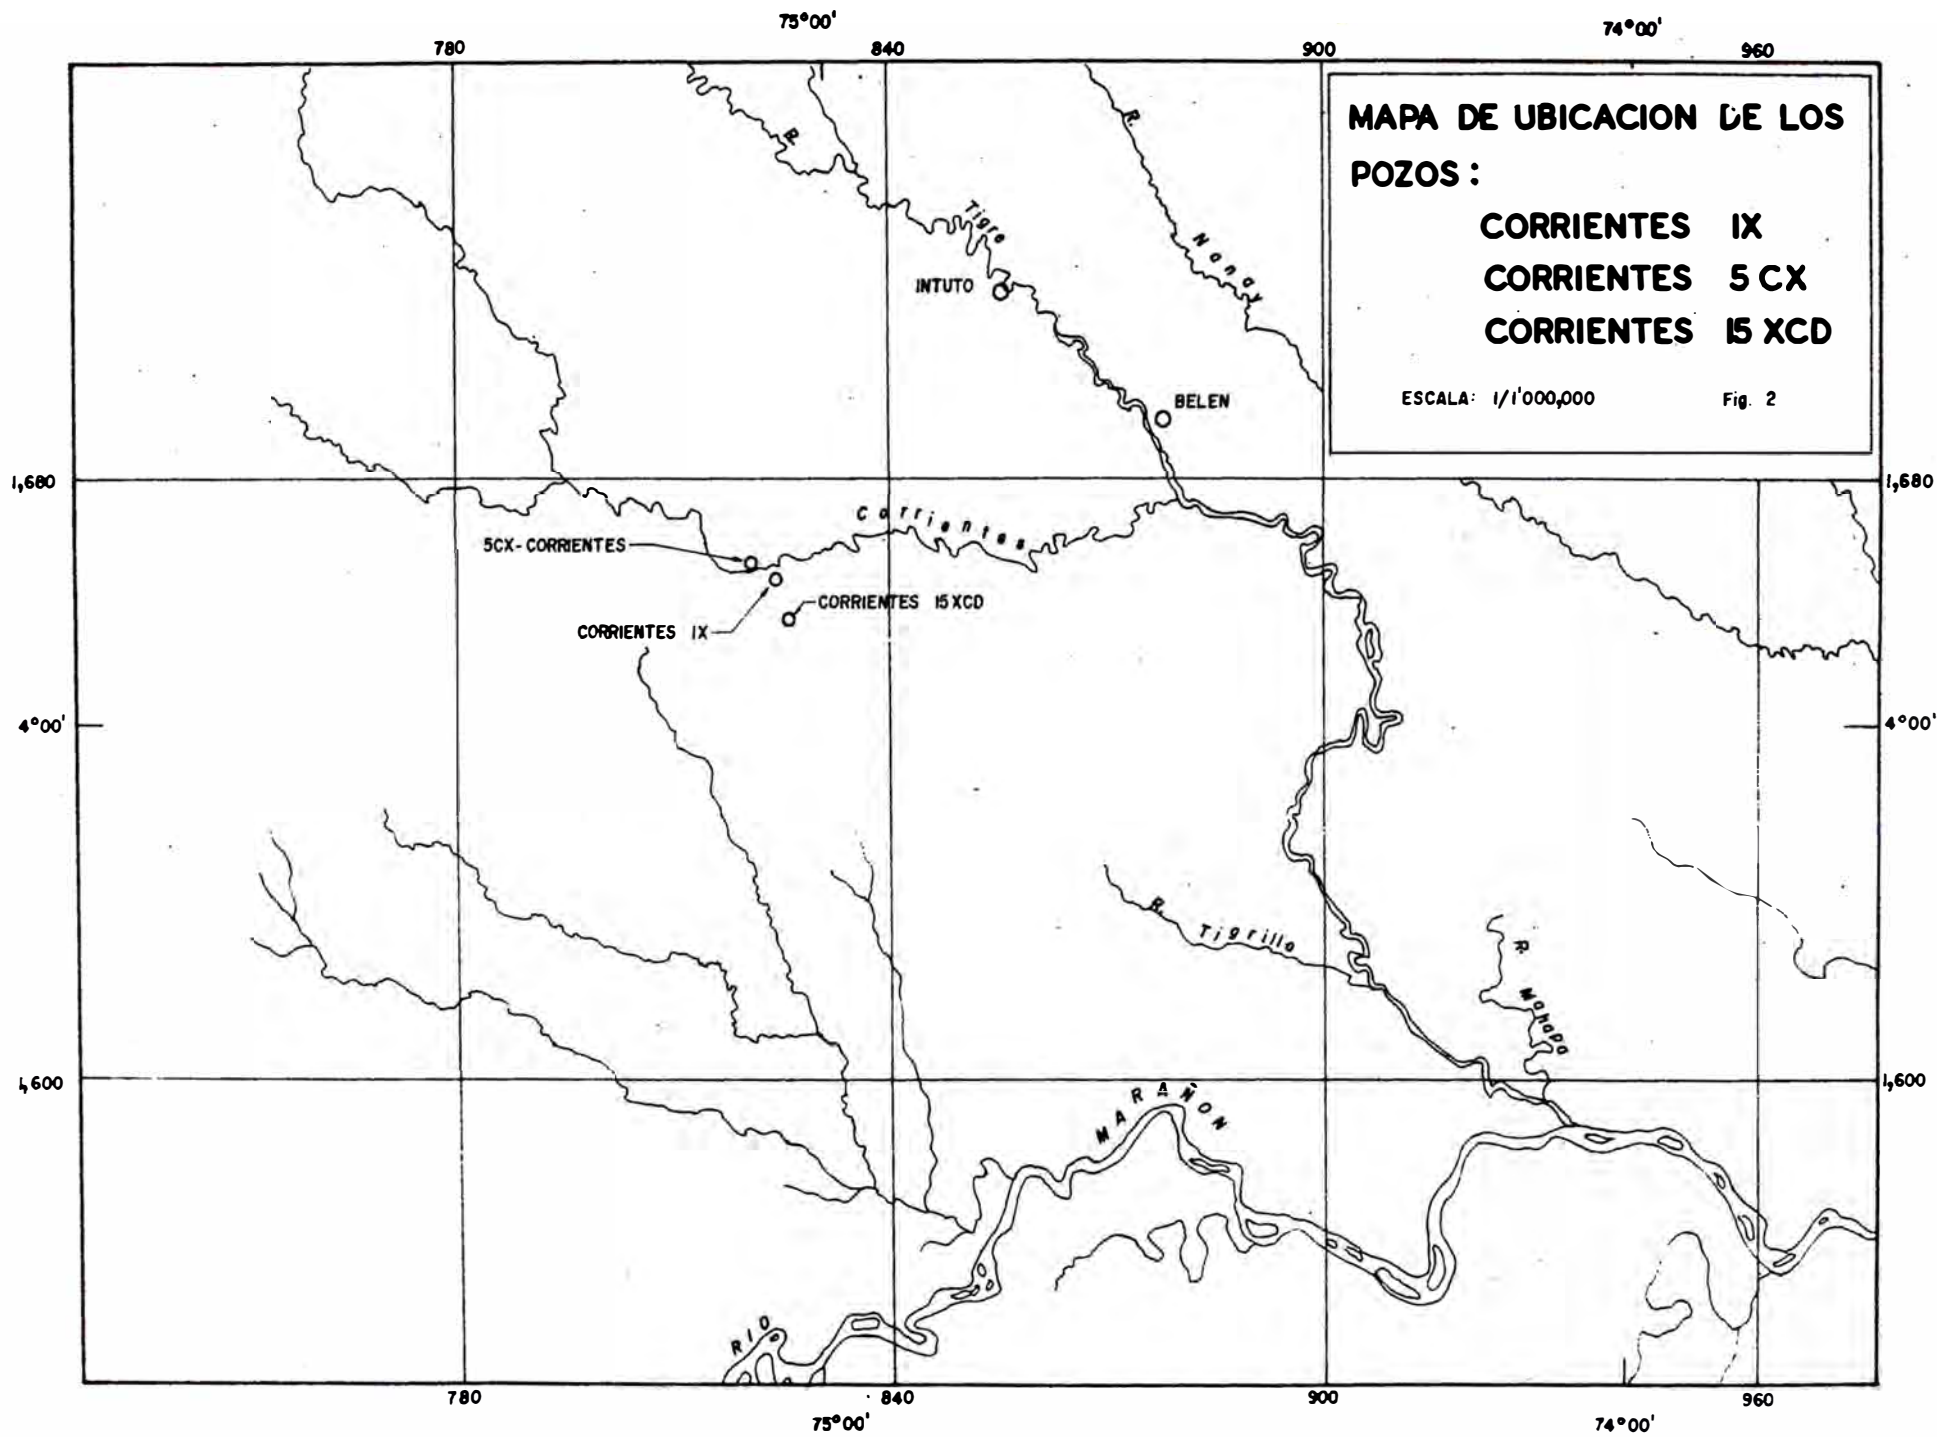 75°00'
74°00'
780
840
900
960
MAPA DE UBICACION DE LOS
POZOS :
CORRIENTES IX
CORRIENTES 5 CX
CORRIENTES 15 XCD
ESCALA: 1/1'000,000
Fig. 2
R.
Tigre
R.
Nanay
INTUTO
BELEN
1,680
1,680
Corrientes
5CX-CORRIENTES
CORRIENTES 15 XCD
CORRIENTES IX
4°00'
4°00'
R. Tigrillo
R. Mahapa
1,600
1,600
RIO MARAÑON
780
840
900
960
75°00'
74°00'